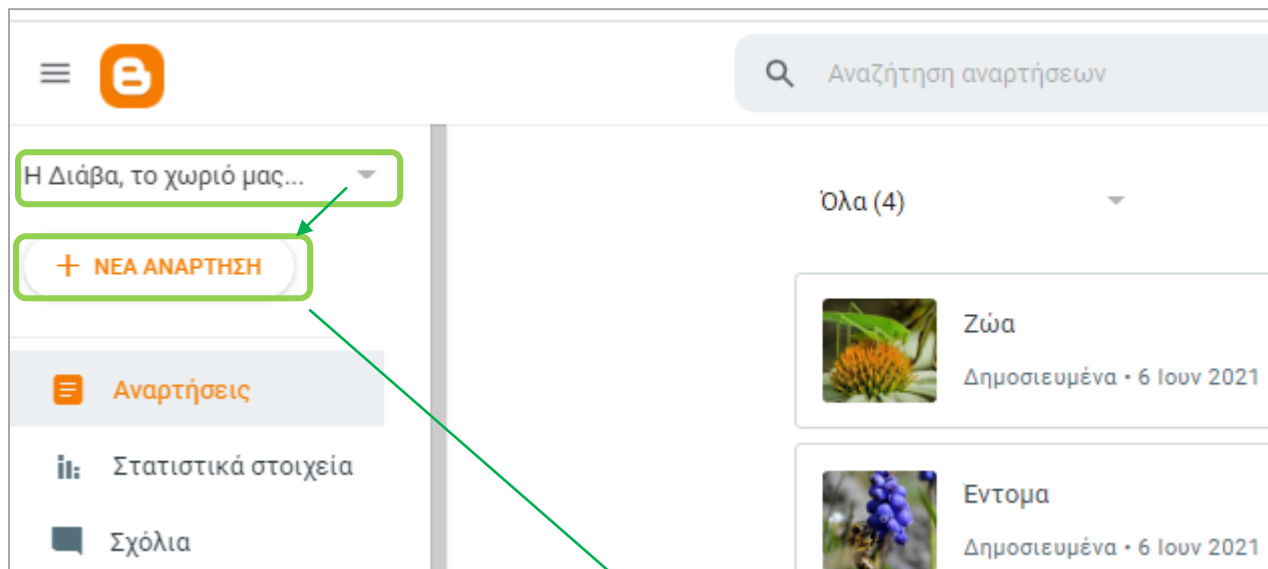 Αναζήτηση αναρτήσεων
Η Διάβα, το χωριό μας...
+ ΝΕΑ ΑΝΑΡΤΗΣΗ
Αναρτήσεις
Στατιστικά στοιχεία
Σχόλια
Όλα (4)
Ζώα
Δημοσιευμένα • 6 Ιουν 2021
Έντομα
Δημοσιευμένα • 6 Ιουν 2021